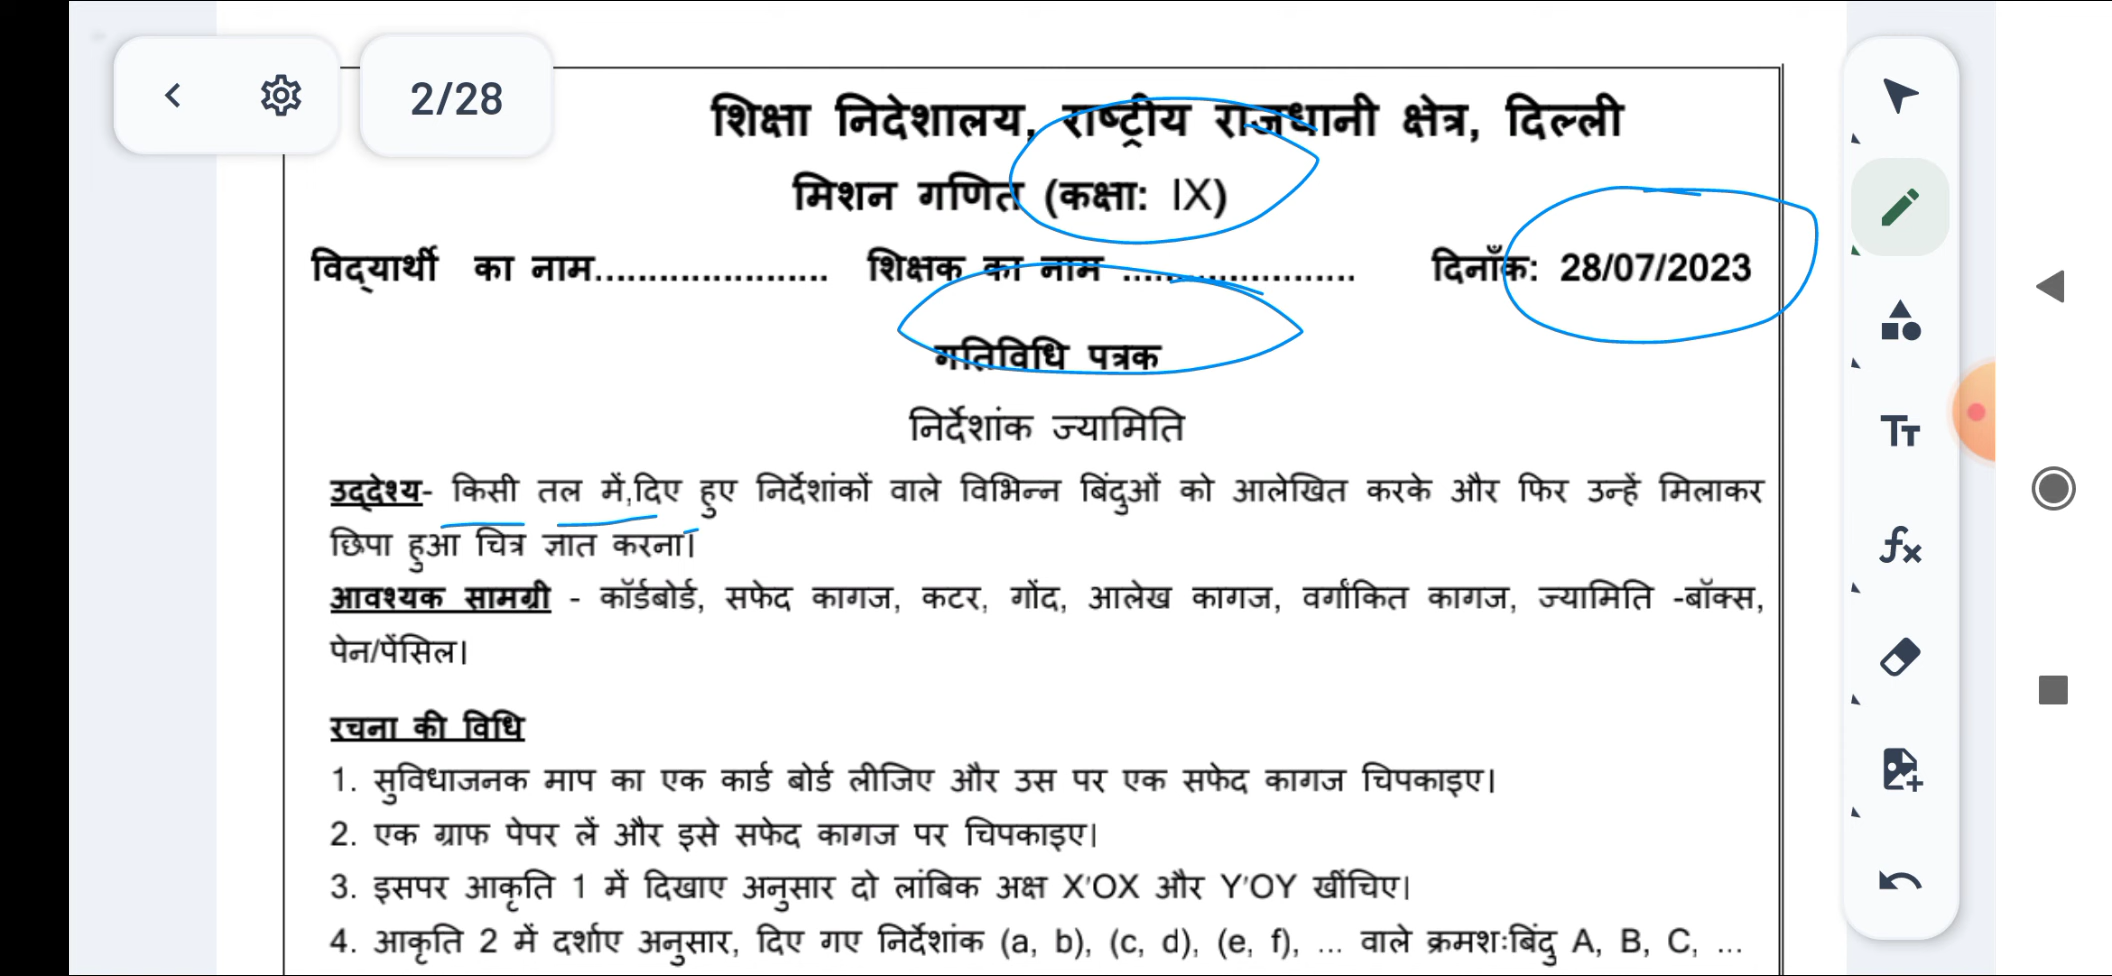 2/28
शिक्षा निदेशालय, राष्ट्रीय राजधानी क्षेत्र, दिल्ली
मिशन गणित (कक्षा: IX)
विद्यार्थी का नाम...................... शिक्षक का नाम ...................... दिनाँक: 28/07/2023
गतिविधि पत्रक
निर्देशांक ज्यामिति
उद्देश्य- किसी तल में,दिए हुए निर्देशांकों वाले विभिन्न बिंदुओं को आलेखित करके और फिर उन्हें मिलाकर
छिपा हुआ चित्र ज्ञात करना।
आवश्यक सामग्री - कॉर्डबोर्ड, सफेद कागज, कटर, गोंद, आलेख कागज, वर्गांकित कागज, ज्यामिति -बॉक्स,
पेन/पेंसिल।
रचना की विधि
1. सुविधाजनक माप का एक कार्ड बोर्ड लीजिए और उस पर एक सफेद कागज चिपकाइए।
2. एक ग्राफ पेपर लें और इसे सफेद कागज पर चिपकाइए।
3. इसपर आकृति 1 में दिखाए अनुसार दो लांबिक अक्ष X'OX और Y'OY खींचिए।
4. आकृति 2 में दर्शाए अनुसार, दिए गए निर्देशांक (a, b), (c, d), (e, f), ... वाले क्रमशःबिंदु A, B, C, ...